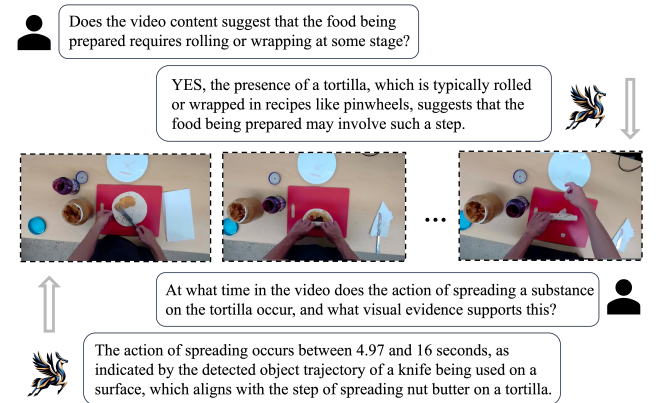 Does the video content suggest that the food being
prepared requires rolling or wrapping at some stage?
YES, the presence of a tortilla, which is typically rolled
or wrapped in recipes like pinwheels, suggests that the
food being prepared may involve such a step.
...
At what time in the video does the action of spreading a substance
on the tortilla occur, and what visual evidence supports this?
The action of spreading occurs between 4.97 and 16 seconds, as
indicated by the detected object trajectory of a knife being used on a
surface, which aligns with the step of spreading nut butter on a tortilla.